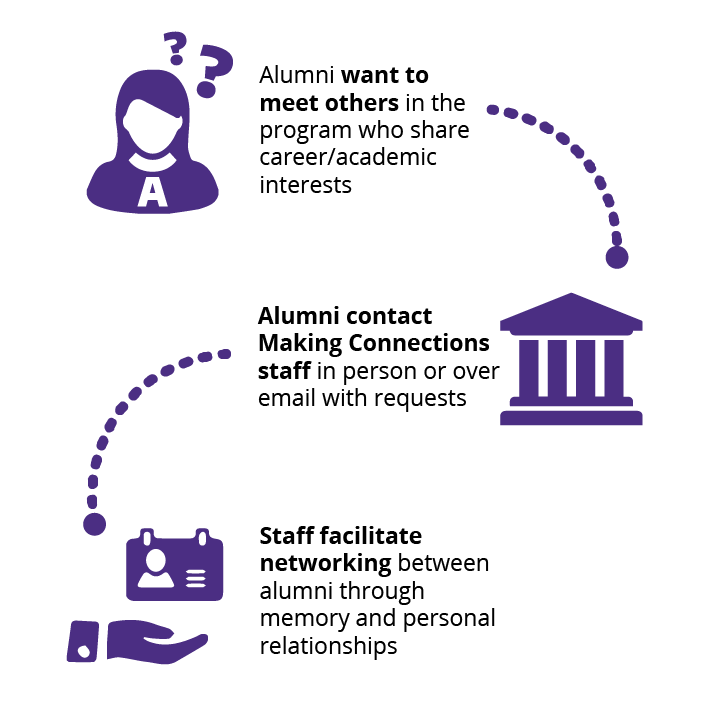 ? ?
Alumni want to
meet others in the
program who share
career/academic
interests
A
Alumni contact
Making Connections
staff in person or over
email with requests
Staff facilitate
networking between
alumni through
memory and personal
relationships